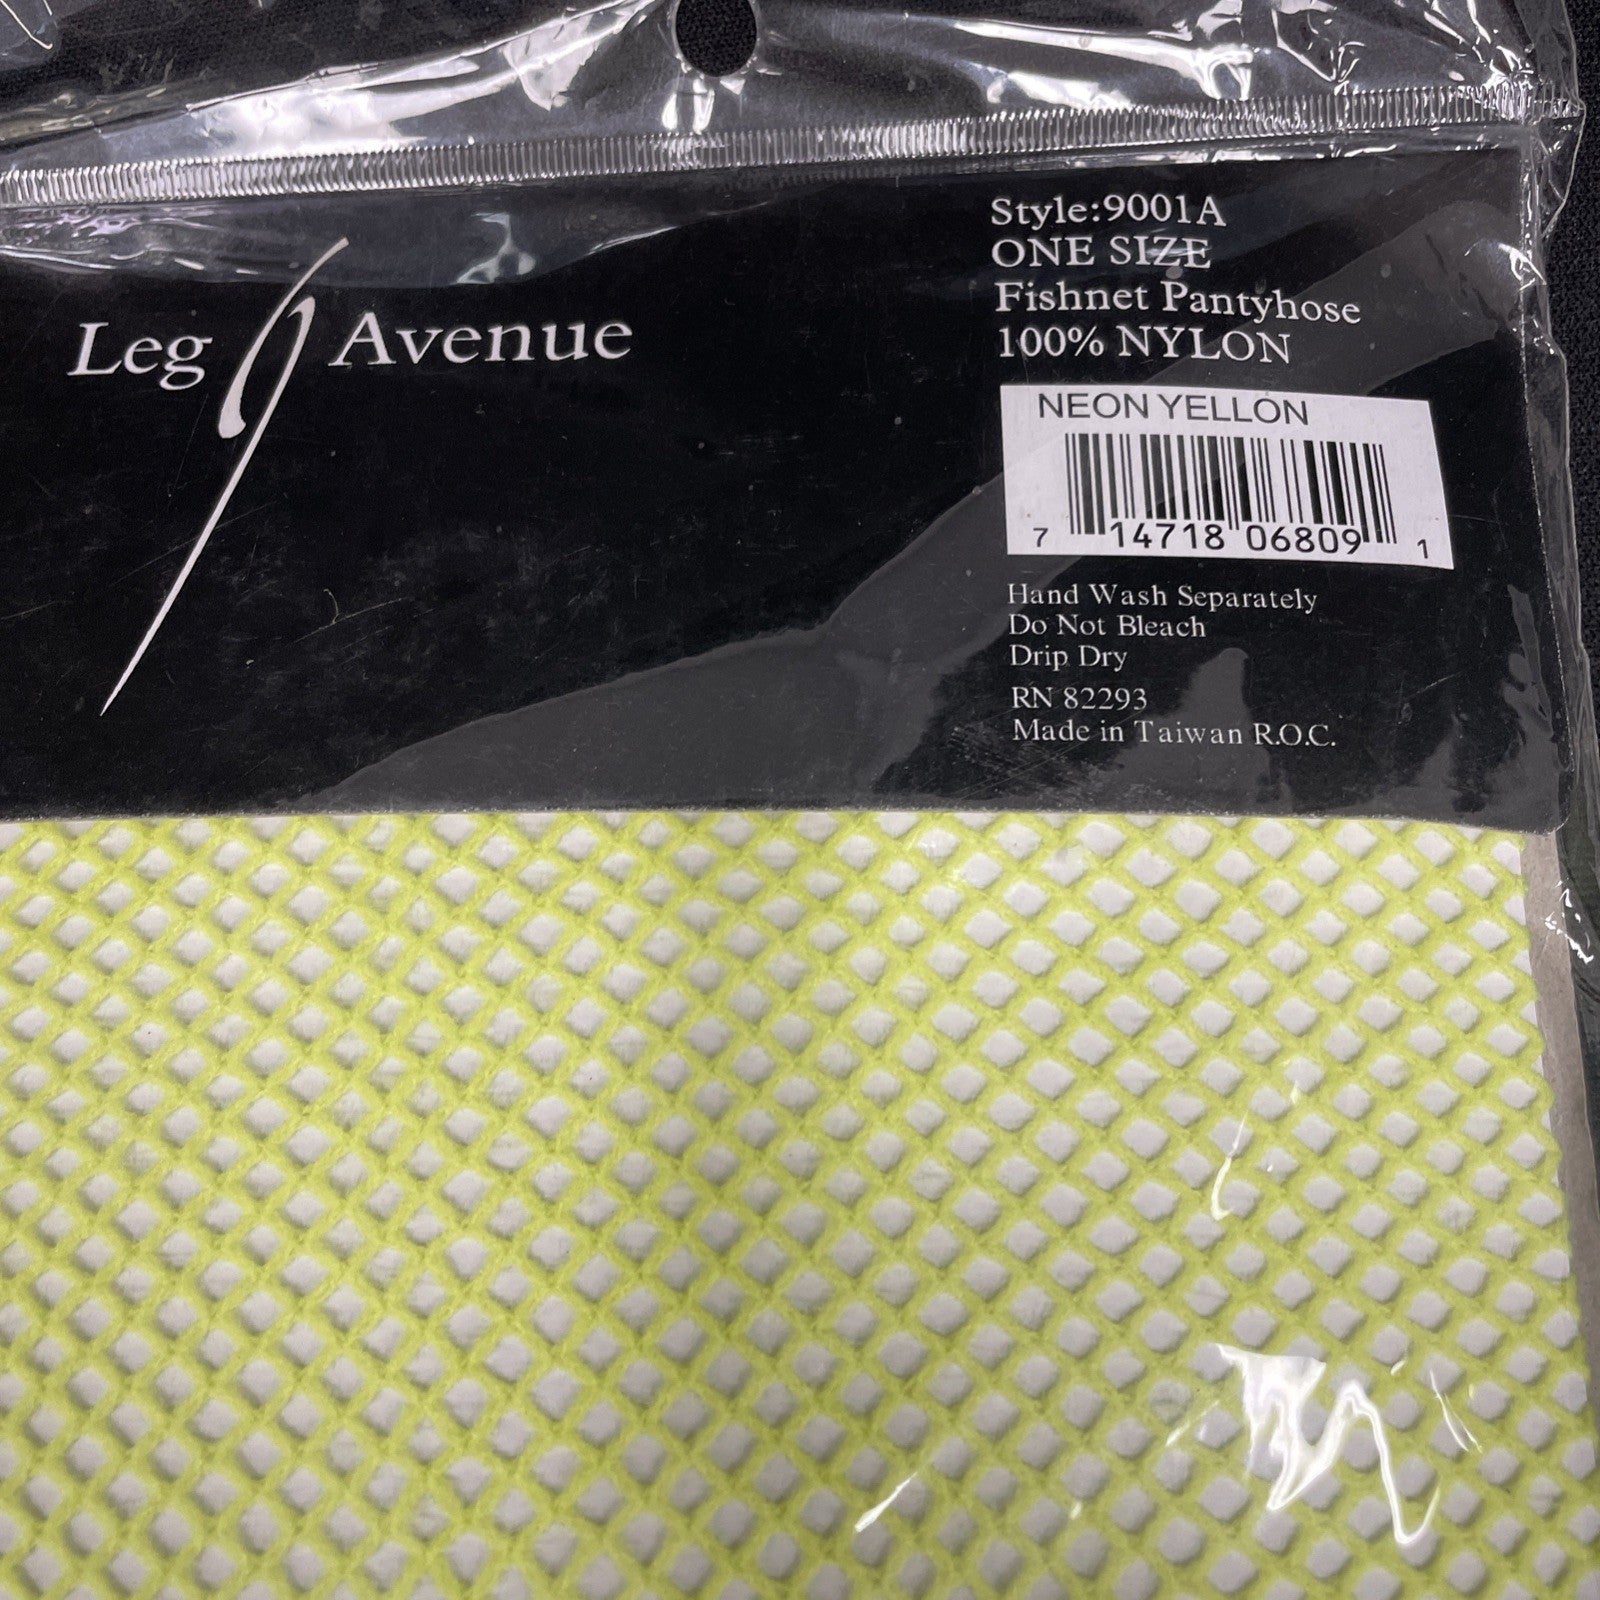 Leg Avenue
Style:9001A
ONE SIZE
Fishnet Pantyhose
100% NYLON
NEON YELLON
7 14718 06809 1
Hand Wash Separately
Do Not Bleach
Drip Dry
RN 82293
Made in Taiwan R.O.C.